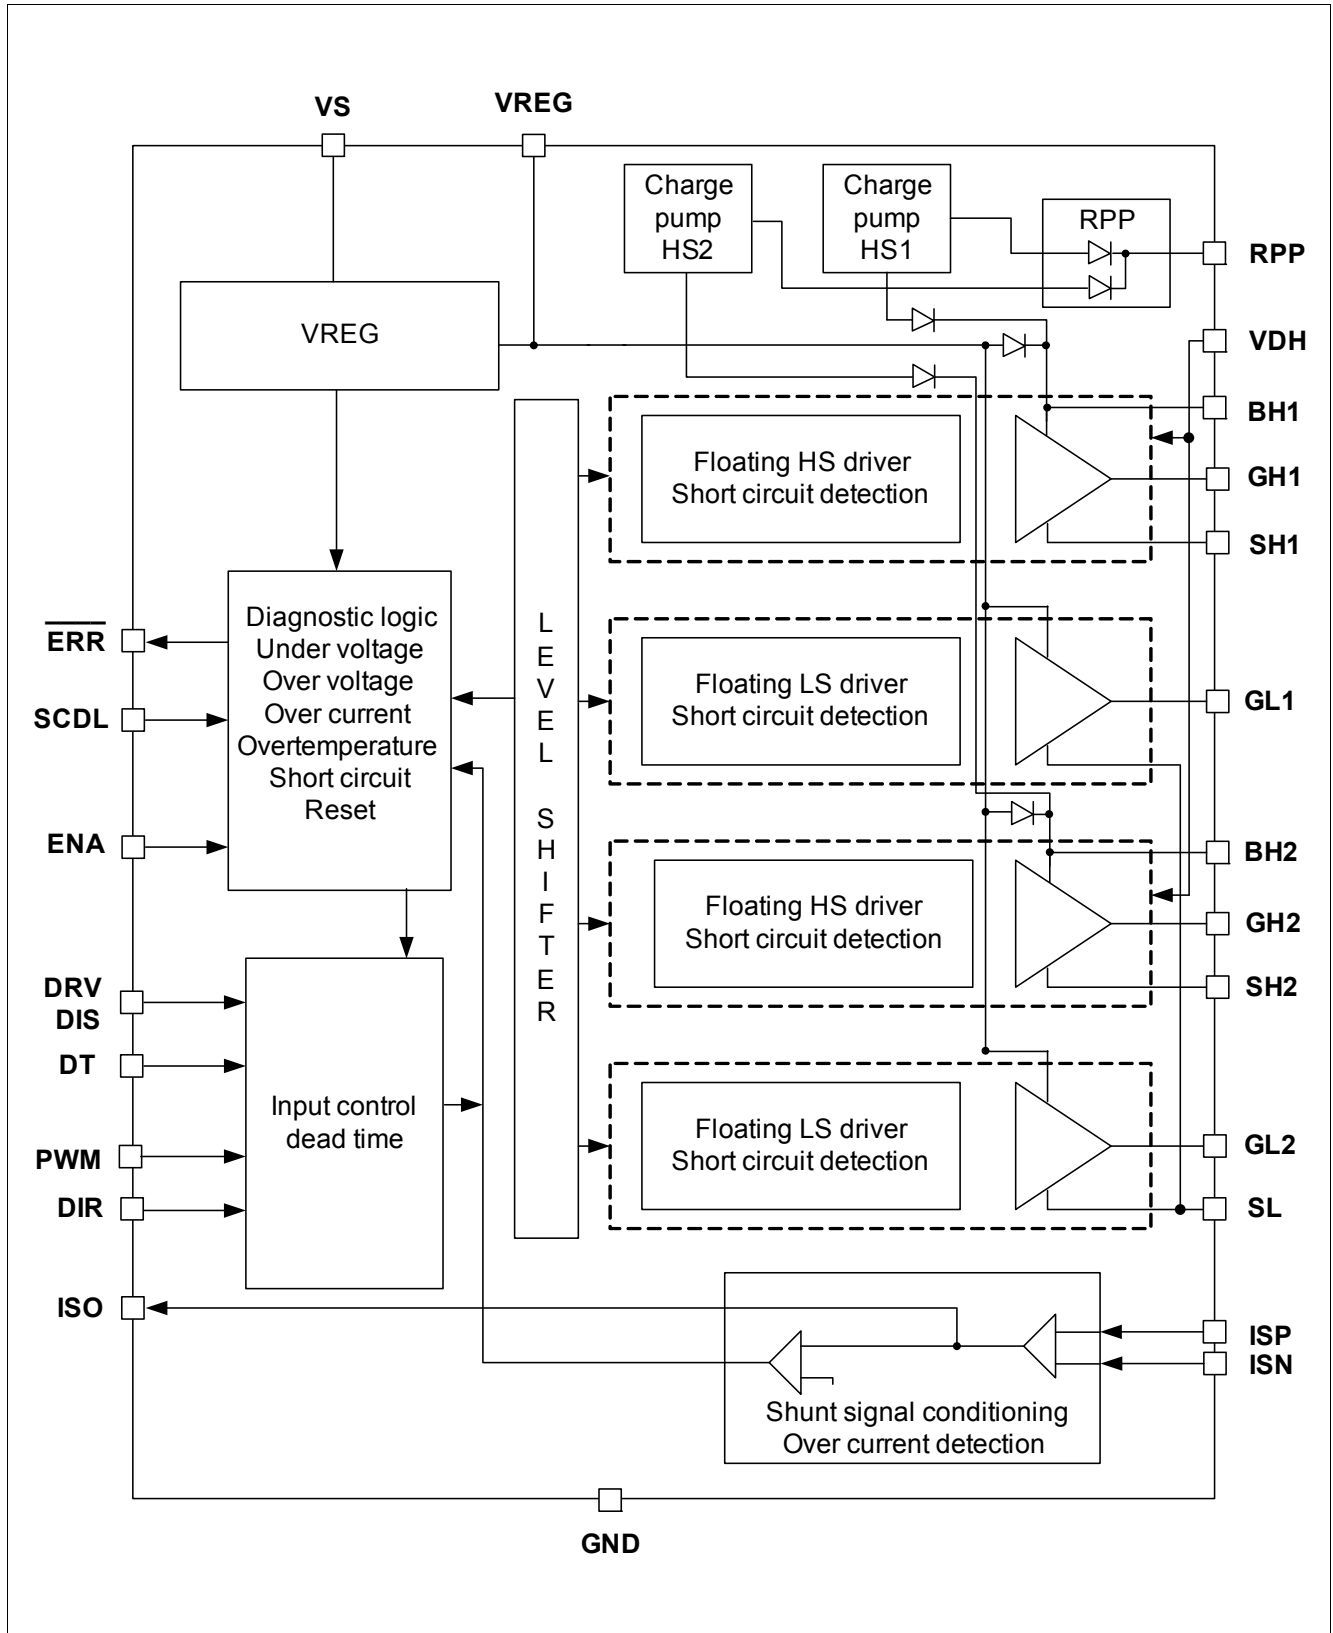 VS
VREG
Charge
pump
HS2
Charge
pump
HS1
RPP
RPP
VREG
VDH
BH1
Floating HS driver
Short circuit detection
GH1
SH1
Diagnostic logic
Under voltage
Over voltage
Over current
Overtemperature
Short circuit
Reset
ERR
SCDL
ENA
LEVEL SHIFTER
Floating LS driver
Short circuit detection
GL1
BH2
Floating HS driver
Short circuit detection
GH2
SH2
DRV
DIS
DT
PWM
DIR
Input control
dead time
Floating LS driver
Short circuit detection
GL2
SL
ISO
ISP
ISN
Shunt signal conditioning
Over current detection
GND